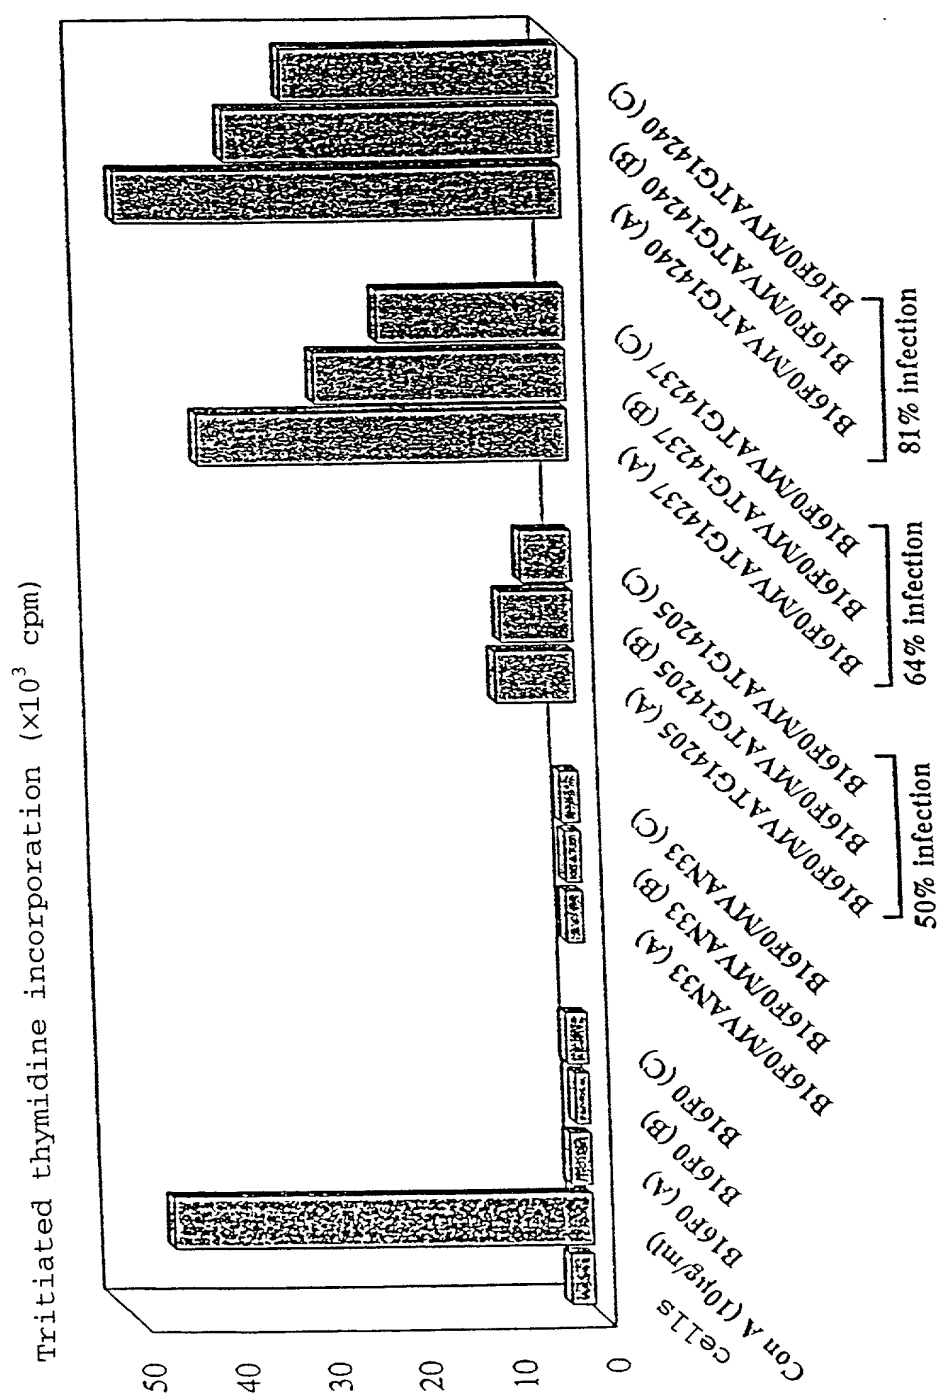 Tritiated thymidine incorporation (x10³ cpm)
50
40
30
20
10
0
cells
Con A (10µg/ml)
B16F0 (A)
B16F0 (B)
B16F0 (C)
B16F0/MVAN33 (A)
B16F0/MVAN33 (B)
B16F0/MVAN33 (C)
B16F0/MVATG14205 (A)
B16F0/MVATG14205 (B)
B16F0/MVATG14205 (C)
B16F0/MVATG14237 (A)
B16F0/MVATG14237 (B)
B16F0/MVATG14237 (C)
B16F0/MVATG14240 (A)
B16F0/MVATG14240 (B)
B16F0/MVATG14240 (C)
50% infection
64% infection
81% infection